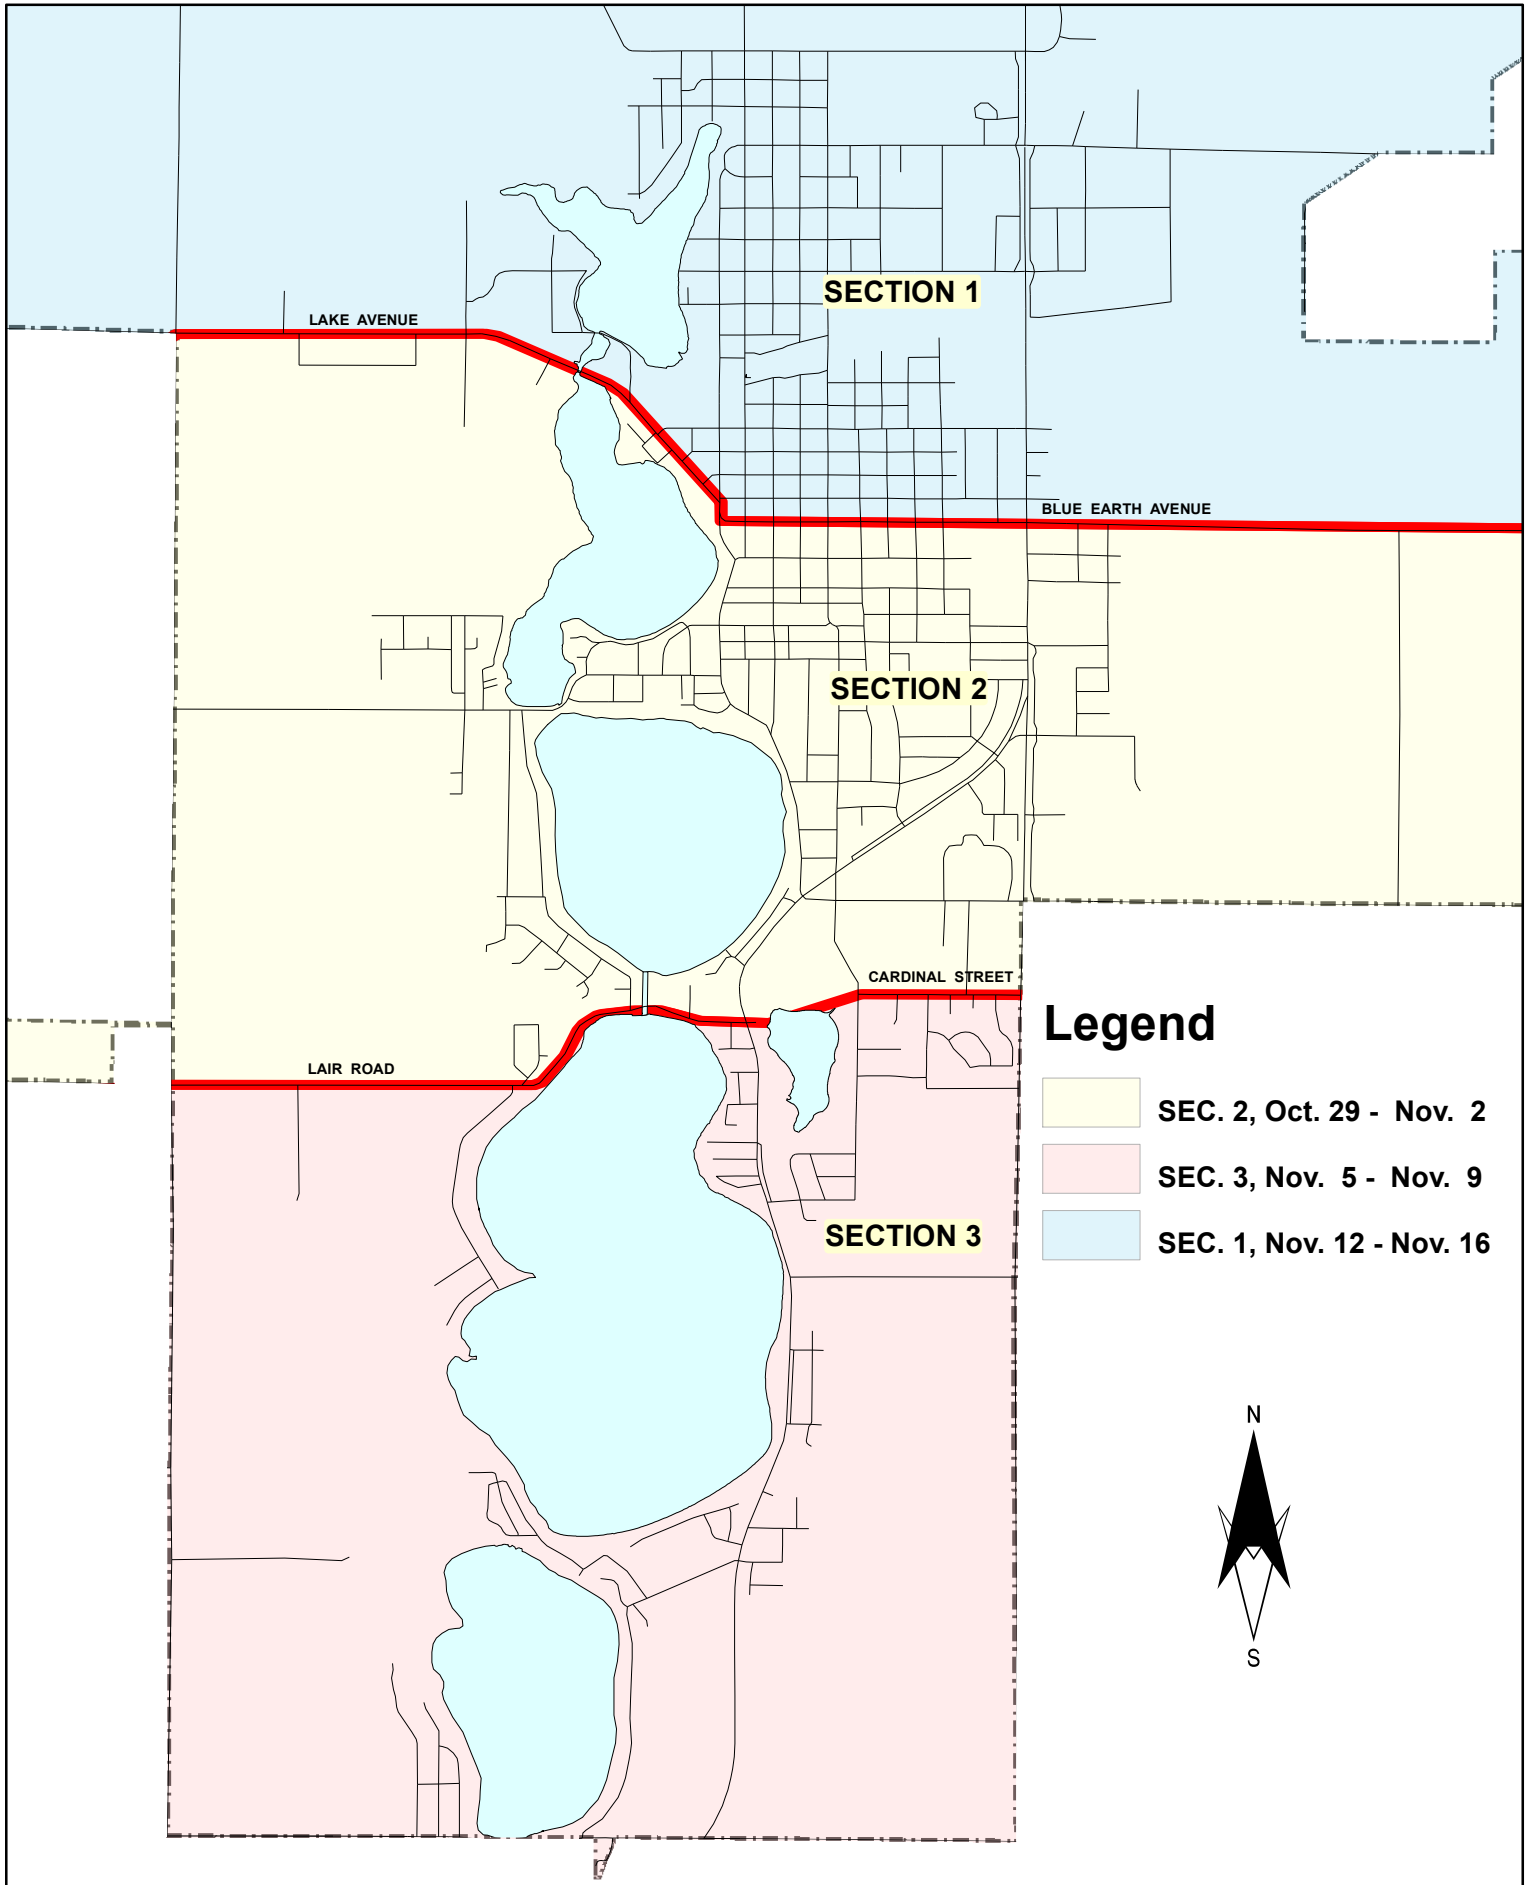 SECTION 1
LAKE AVENUE
BLUE EARTH AVENUE
SECTION 2
CARDINAL STREET
Legend
LAIR ROAD
SEC. 2, Oct. 29 - Nov. 2
SEC. 3, Nov. 5 - Nov. 9
SECTION 3
SEC. 1, Nov. 12 - Nov. 16
N
S